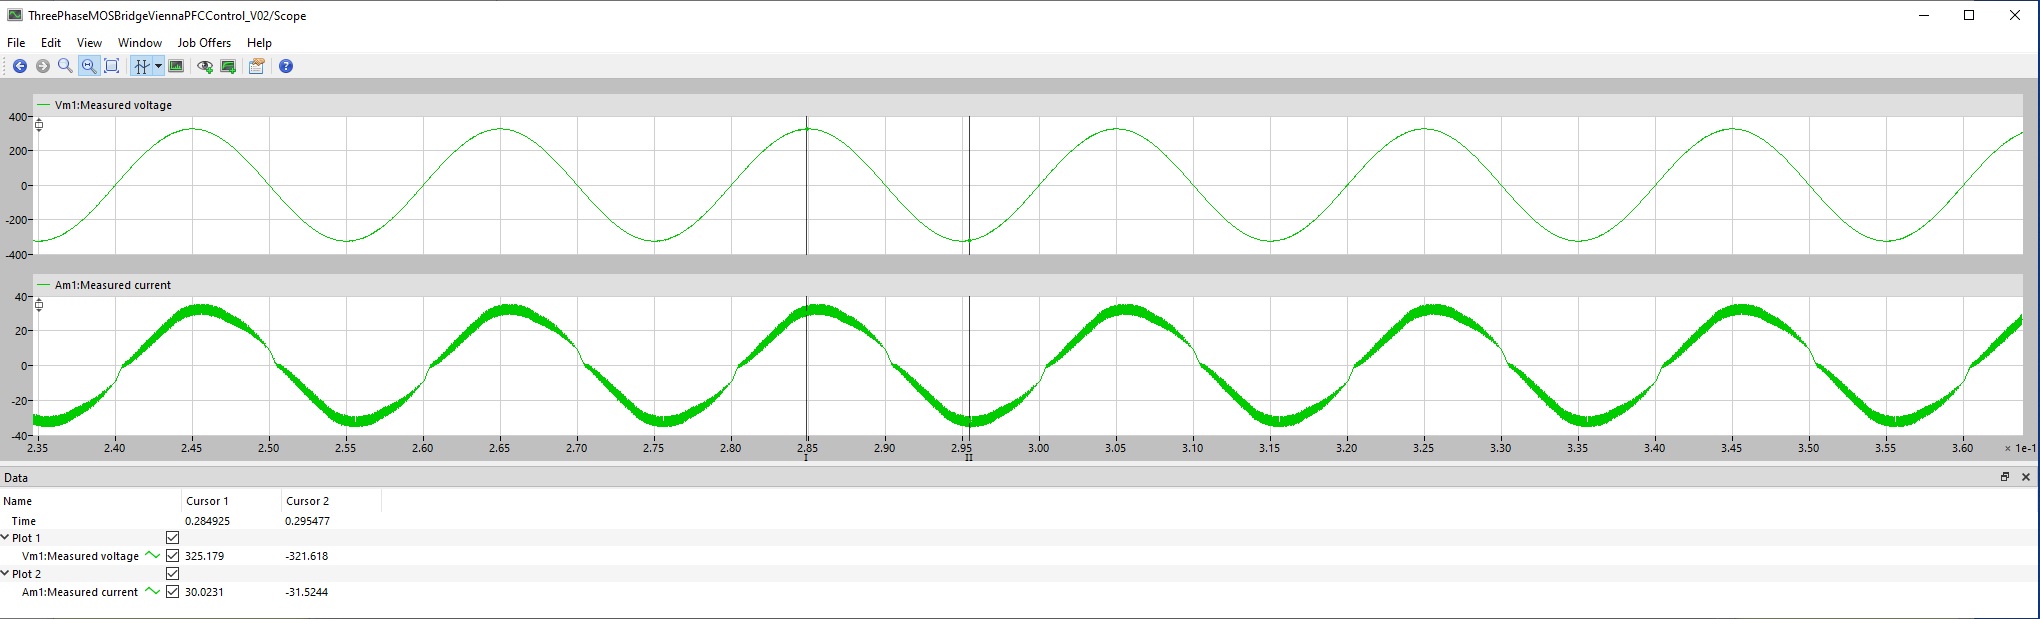 ThreePhaseMOSBridgeViennaPFCControl_V02/Scope
File Edit View Window Job Offers Help
Vm1:Measured voltage
400
200
0
-200
-400
Am1:Measured current
40
20
0
-20
-40
2.35 2.40 2.45 2.50 2.55 2.60 2.65 2.70 2.75 2.80 2.85 2.90 2.95 3.00 3.05 3.10 3.15 3.20 3.25 3.30 3.35 3.40 3.45 3.50 3.55 3.60 × 1e-1
I II
Data
Name Cursor 1 Cursor 2
Time 0.284925 0.295477
Plot 1
Vm1:Measured voltage 325.179 -321.618
Plot 2
Am1:Measured current 30.0231 -31.5244